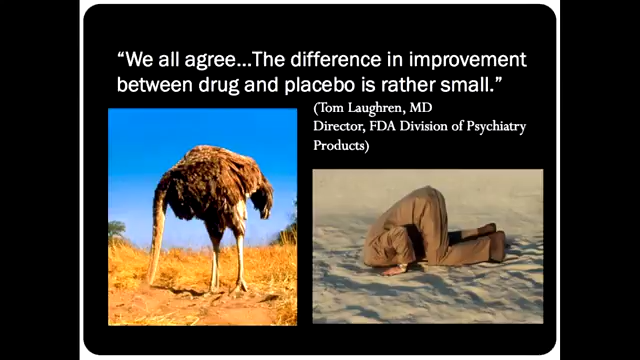 “We all agree...The difference in improvement
between drug and placebo is rather small.”
(Tom Laughren, MD
Director, FDA Division of Psychiatry
Products)